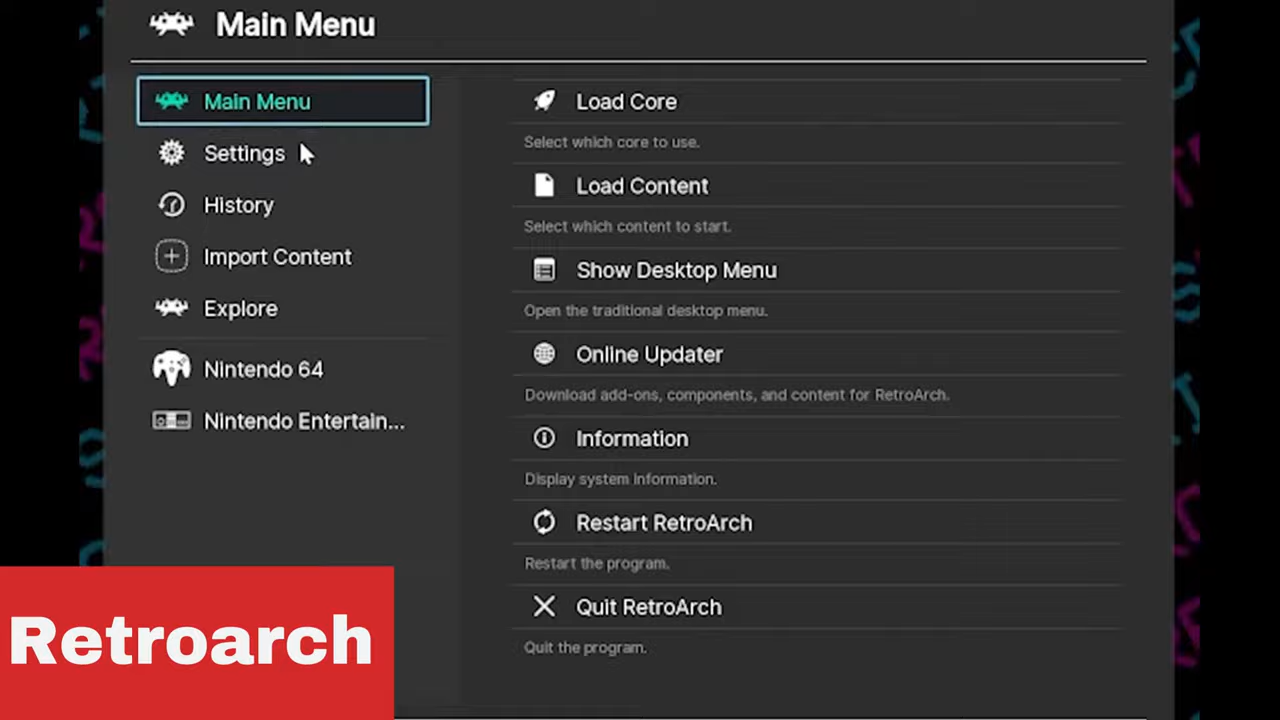 Main Menu
Main Menu
Settings
History
Import Content
Explore
Nintendo 64
Nintendo Entertain...
Load Core
Select which core to use.
Load Content
Select which content to start.
Show Desktop Menu
Open the traditional desktop menu.
Online Updater
Download add-ons, components, and content for RetroArch.
Information
Display system information.
Restart RetroArch
Restart the program.
Quit RetroArch
Quit the program.
Retroarch